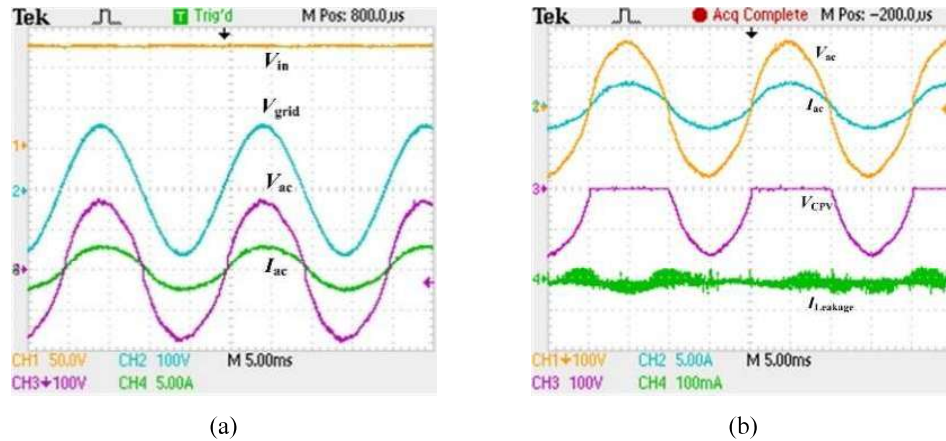 Tek Trig'd M Pos: 800.0µs
V_in
V_grid
1
2
V_ac
I_ac
CH1 50.0V CH2 100V M 5.00ms
CH3 100V CH4 5.00A
(a)
Tek Acq Complete M Pos: -200.0µs
V_ac
2
I_ac
3
V_CPV
4
I_Leakage
CH1 100V CH2 5.00A M 5.00ms
CH3 100V CH4 100mA
(b)